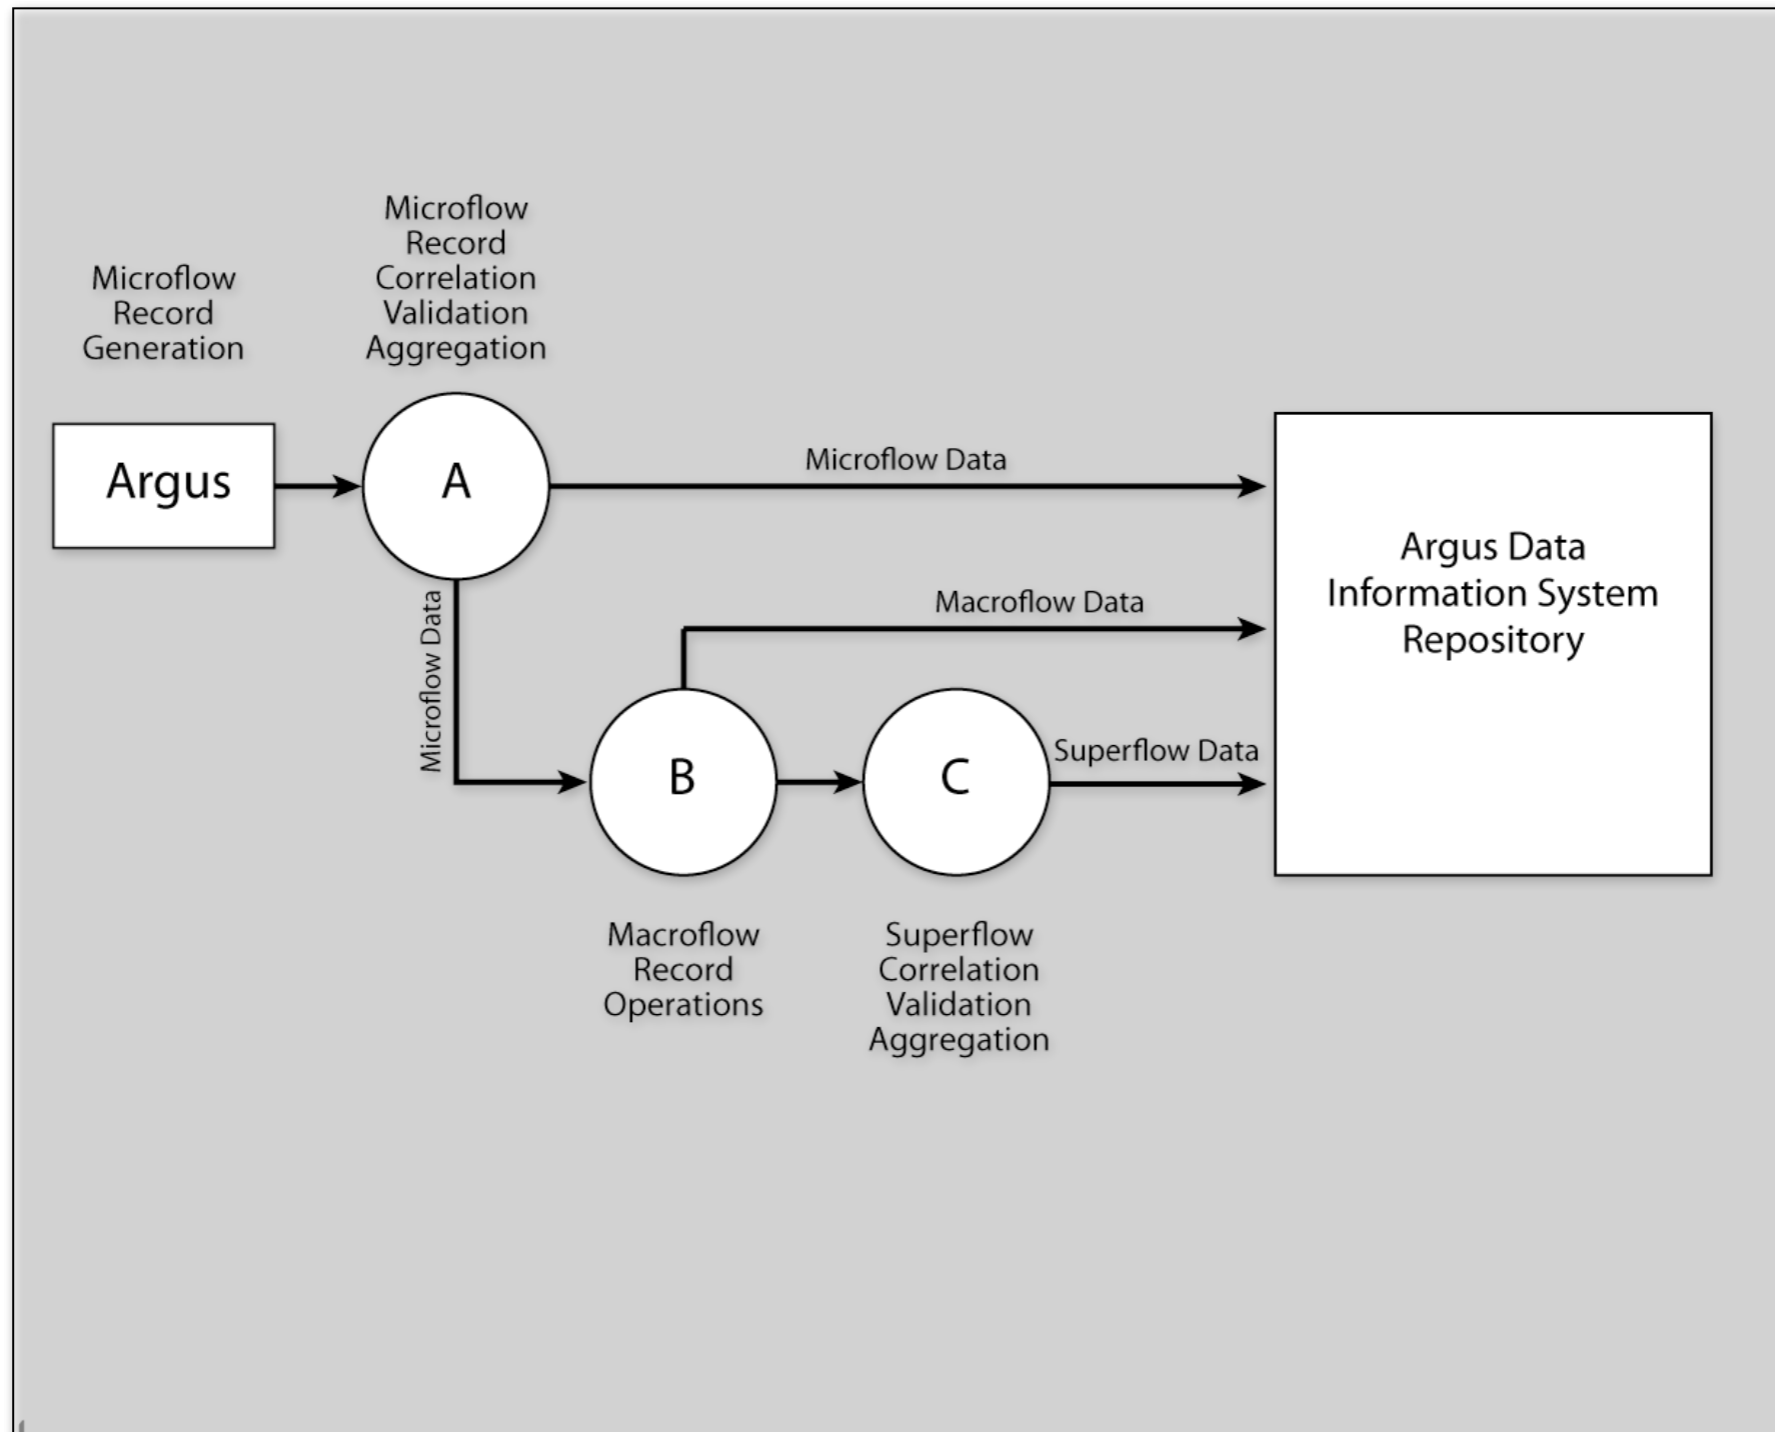 Microflow
Record
Generation
Microflow
Record
Correlation
Validation
Aggregation
Argus
A
Microflow Data
Microflow Data
Macroflow Data
Argus Data
Information System
Repository
B
C
Superflow Data
Macroflow
Record
Operations
Superflow
Correlation
Validation
Aggregation